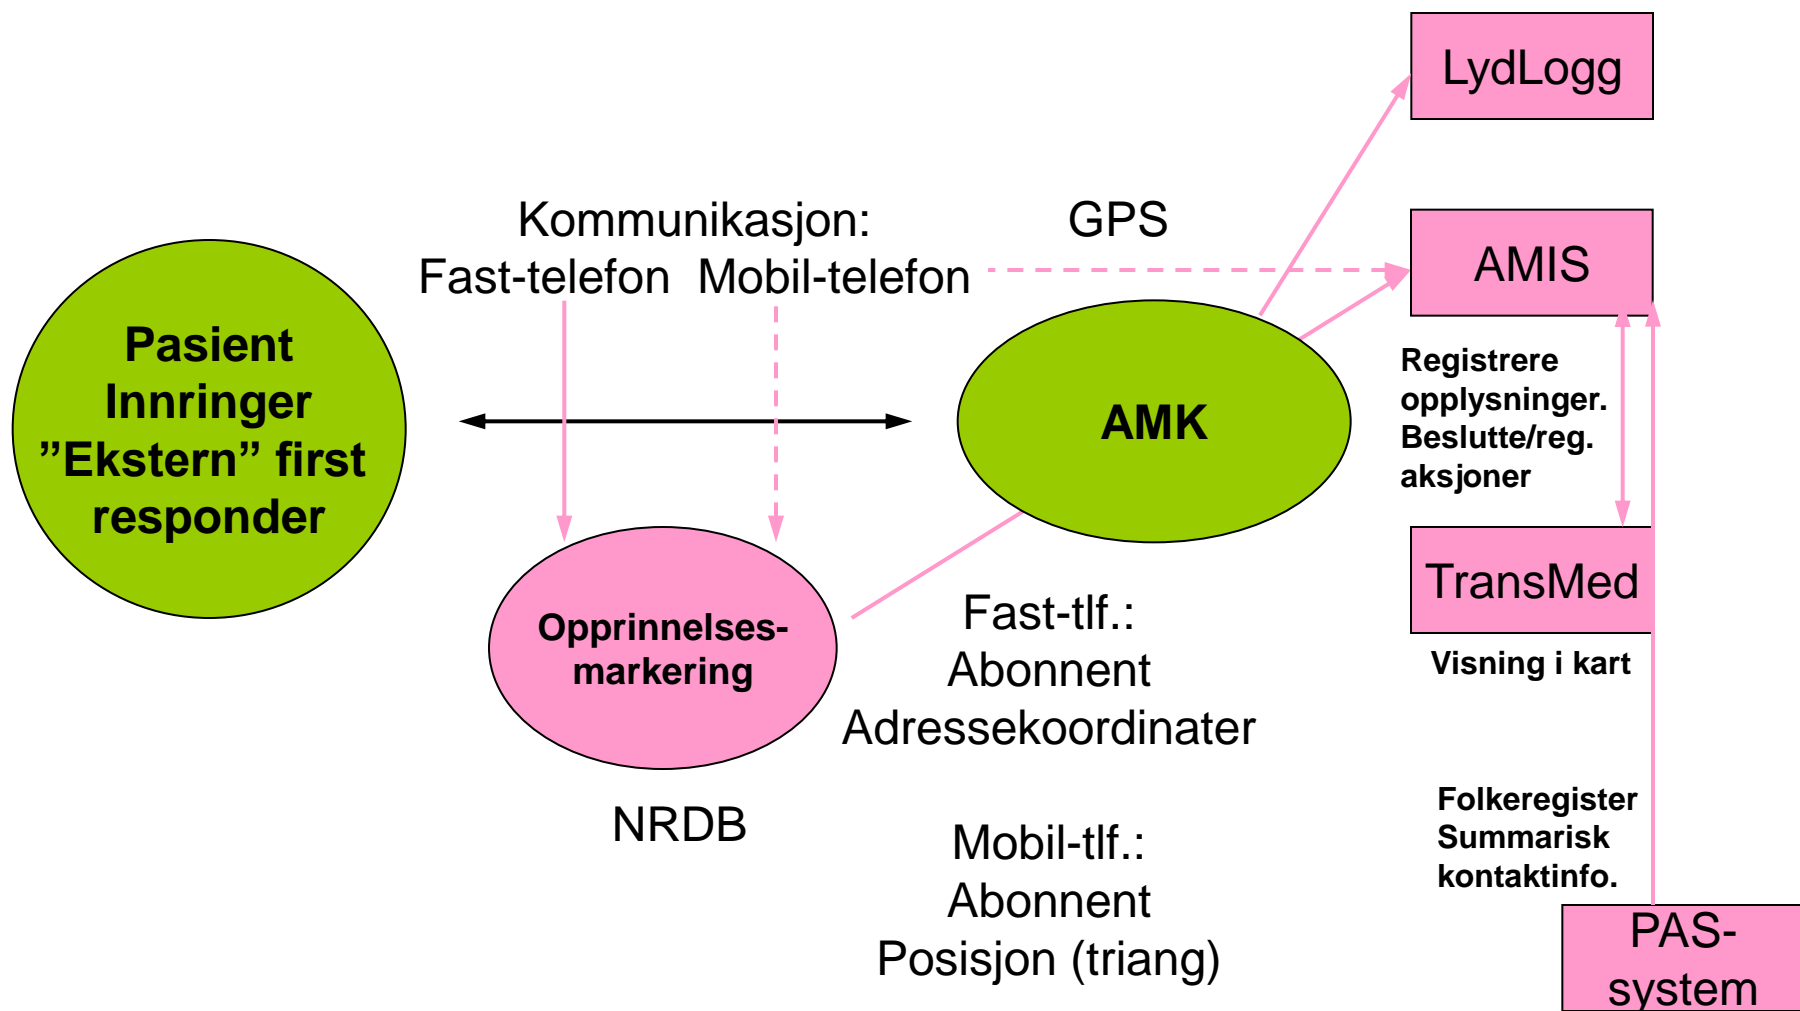 LydLogg
Kommunikasjon:
Fast-telefon Mobil-telefon
GPS
AMIS
Pasient
Innringer
”Ekstern” first
responder
AMK
Registrere
opplysninger.
Beslutte/reg.
aksjoner
TransMed
Visning i kart
Opprinnelses-
markering
NRDB
Fast-tlf.:
Abonnent
Adressekoordinater
Mobil-tlf.:
Abonnent
Posisjon (triang)
Folkeregister
Summarisk
kontaktinfo.
PAS-
system